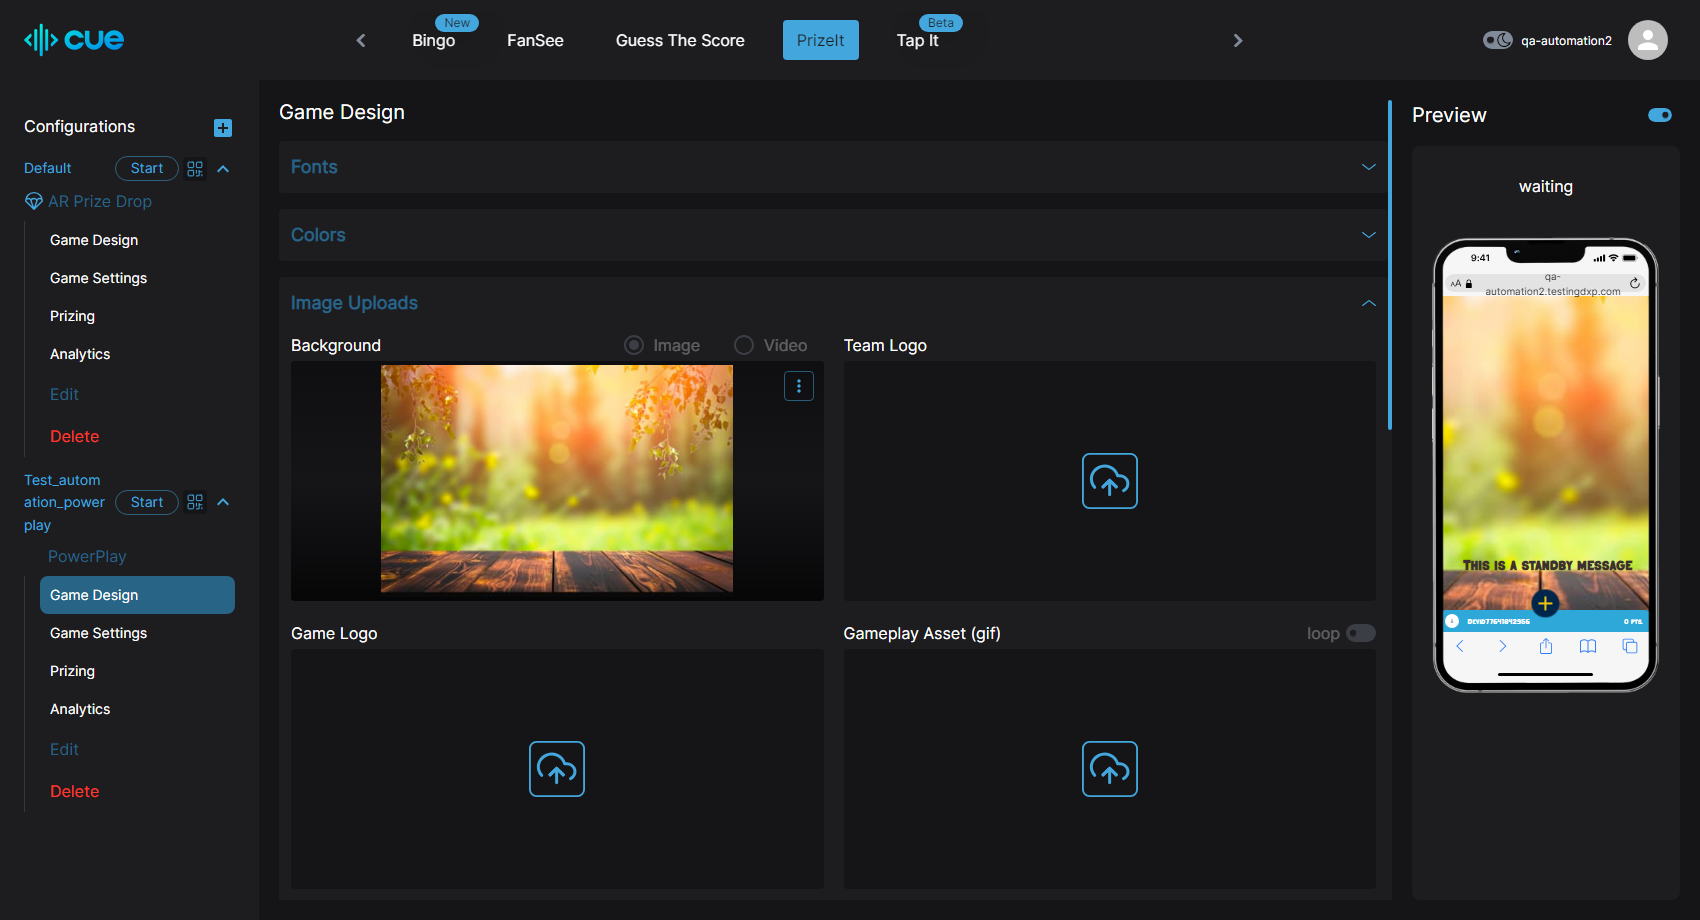 cue
New
Bingo
FanSee
Guess The Score
PrizeIt
Beta
Tap It
qa-automation2
Configurations
Default
Start
AR Prize Drop
Game Design
Game Settings
Prizing
Analytics
Edit
Delete
Test_autom
ation_power
play
Start
PowerPlay
Game Design
Game Settings
Prizing
Analytics
Edit
Delete
Game Design
Fonts
Colors
Image Uploads
Background
Image
Video
Team Logo
Game Logo
Gameplay Asset (gif)
loop
Preview
waiting
9:41
AA
qa-
automation2.testingdxp.com
This is a standby message
0 PTS.